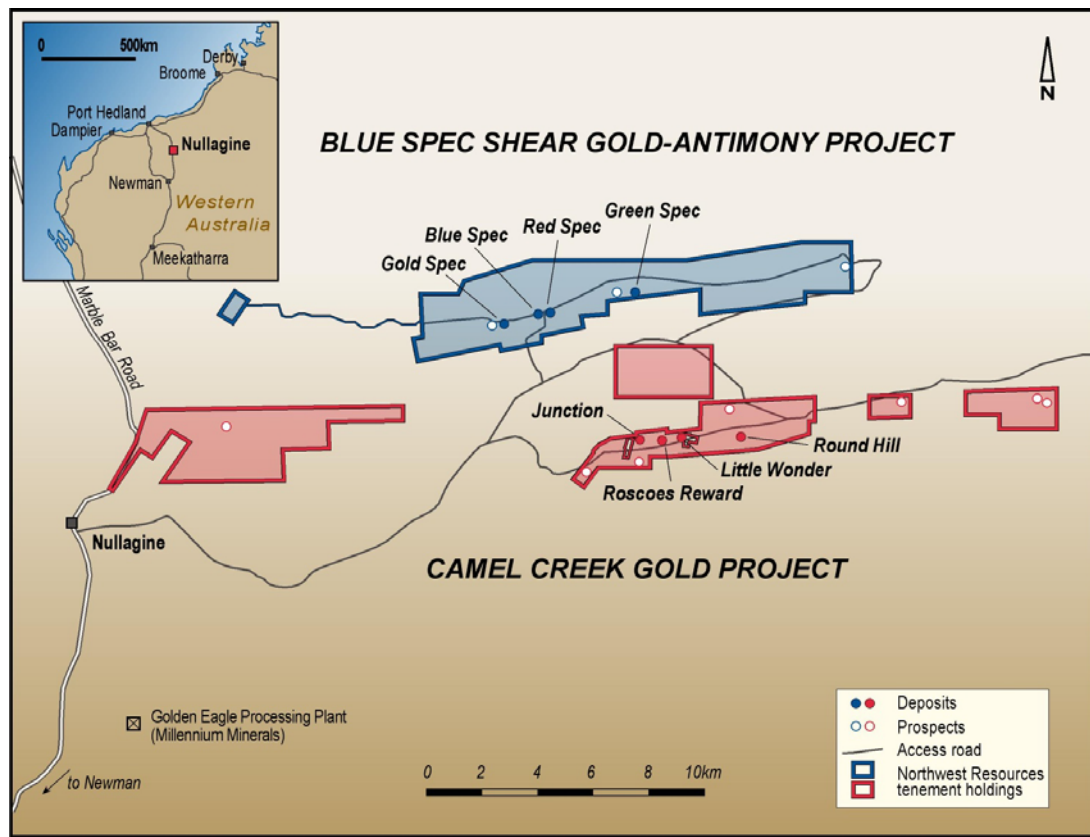 0 500km
Derby
Broome
Port Hedland
Dampier
Nullagine
Newman
Western
Australia
Meekatharra
N
BLUE SPEC SHEAR GOLD-ANTIMONY PROJECT
Green Spec
Red Spec
Blue Spec
Gold Spec
Marble Bar Road
Junction
Round Hill
Little Wonder
Roscoes Reward
Nullagine
CAMEL CREEK GOLD PROJECT
Golden Eagle Processing Plant
(Millennium Minerals)
to Newman
0 2 4 6 8 10km
Deposits
Prospects
Access road
Northwest Resources
tenement holdings